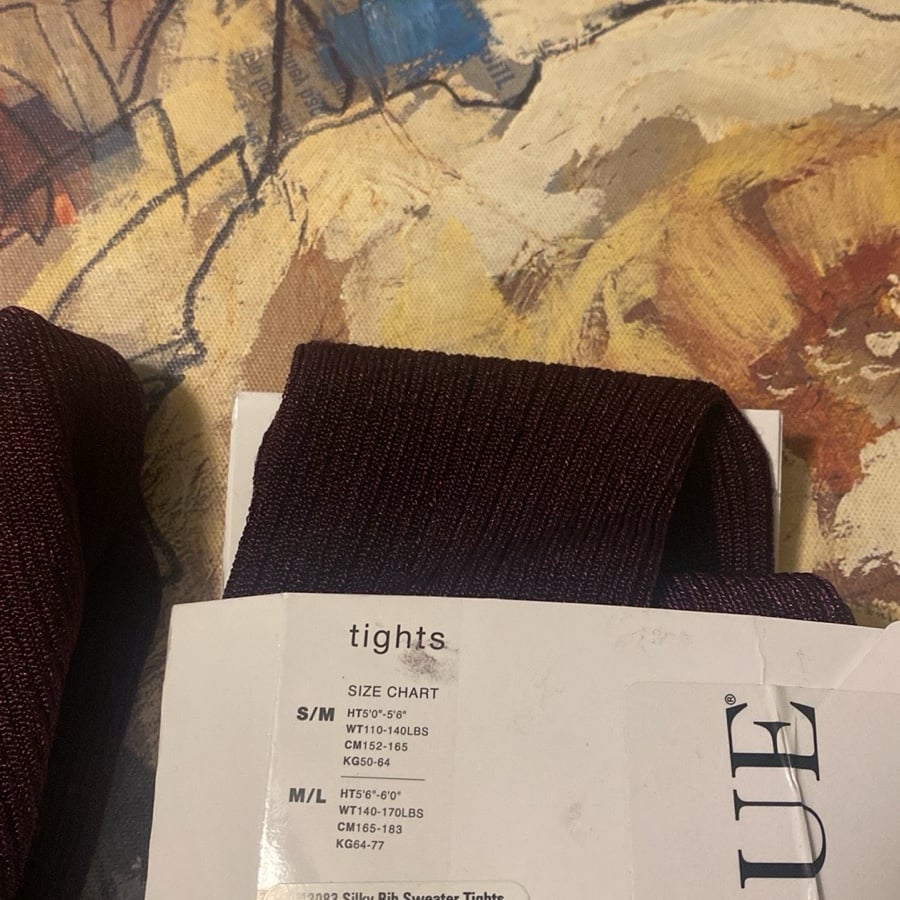 tights
SIZE CHART
S/M HT5'0"-5'6"
WT110-140LBS
CM152-165
KG50-64
M/L HT5'6"-6'0"
WT140-170LBS
CM165-183
KG64-77
Silky Rib Sweater Tights
UE®